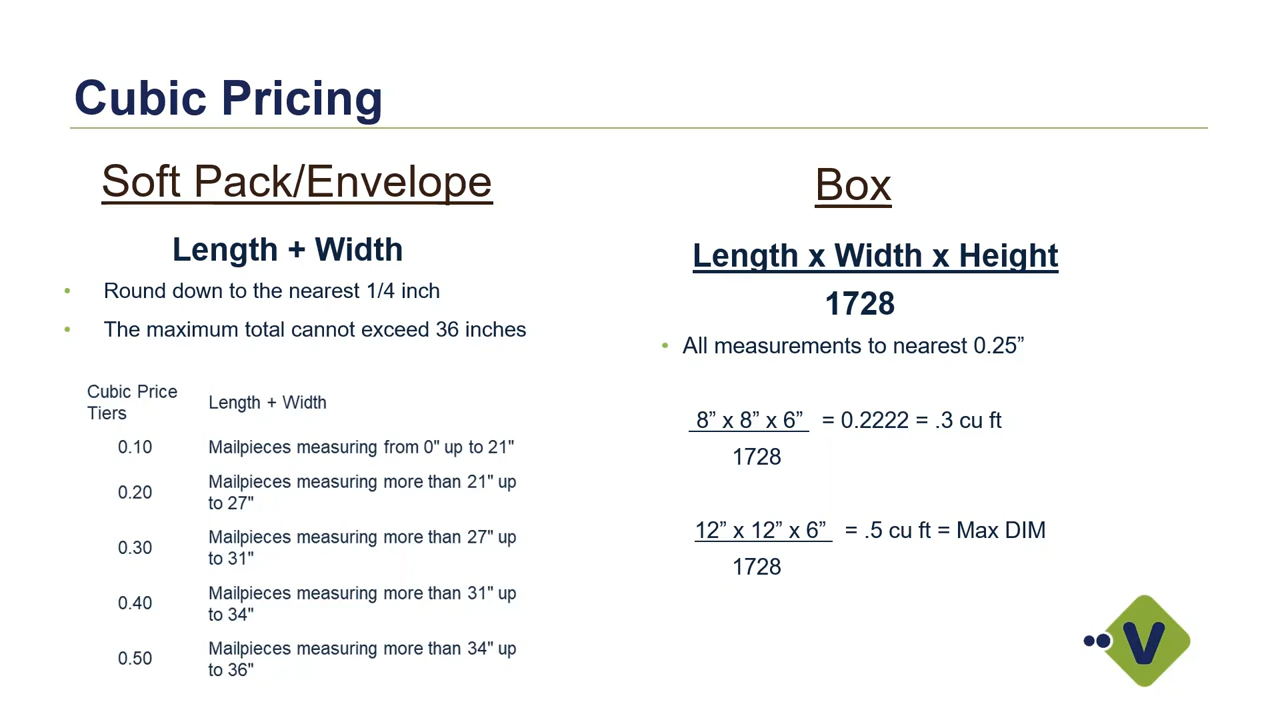 Cubic Pricing
Soft Pack/Envelope
Length + Width
• Round down to the nearest 1/4 inch
• The maximum total cannot exceed 36 inches
Cubic Price
Tiers
Length + Width
0.10
Mailpieces measuring from 0" up to 21"
0.20
Mailpieces measuring more than 21" up
to 27"
0.30
Mailpieces measuring more than 27" up
to 31"
0.40
Mailpieces measuring more than 31" up
to 34"
0.50
Mailpieces measuring more than 34" up
to 36"
Box
Length x Width x Height
1728
• All measurements to nearest 0.25”
8” x 8” x 6” = 0.2222 = .3 cu ft
1728
12” x 12” x 6” = .5 cu ft = Max DIM
1728
V